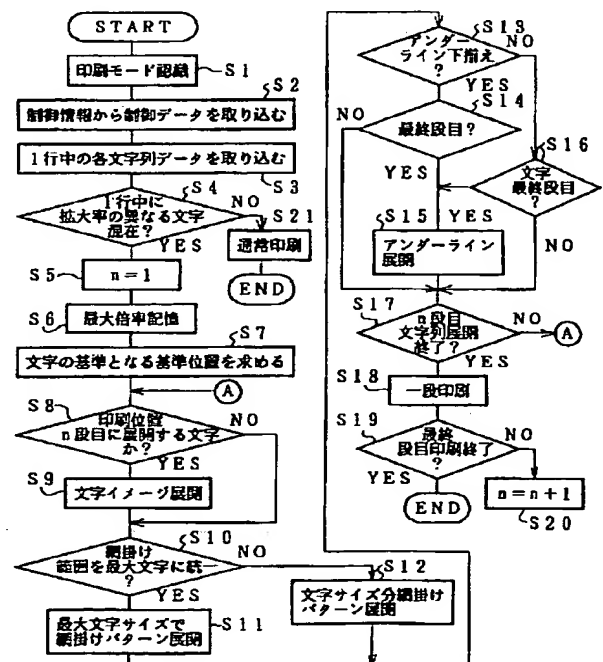 START
印刷モード認識
S1
S2
制御情報から制御データを取り込む
1行中の各文字列データを取り込む
S3
S4
1行中に
拡大率の異なる文字
混在?
NO
YES
S21
通常印刷
END
S5
n=1
S6
最大倍率記憶
S7
文字の基準となる基準位置を求める
A
S8
印刷位置
n段目に展開する文字
か?
NO
YES
S9
文字イメージ展開
S10
網掛け
範囲を最大文字に統一
?
NO
YES
S11
最大文字サイズで
網掛けパターン展開
S12
文字サイズ分網掛け
パターン展開
S13
アンダー
ライン下揃え
?
NO
YES
S14
NO
最終段目?
YES
S16
文字
最終段目
?
YES
NO
S15
アンダーライン
展開
S17
n段目
文字列展開
終了?
NO
A
YES
S18
一段印刷
S19
最終
段目印刷終了
?
NO
YES
END
n=n+1
S20